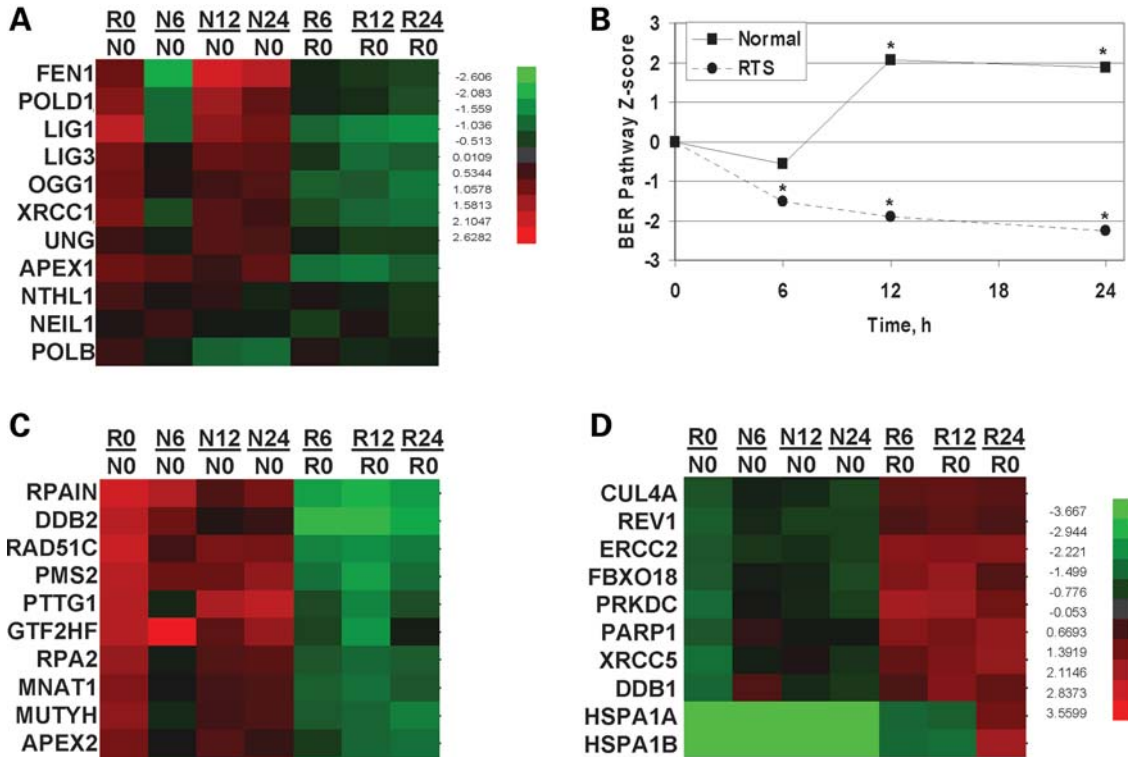 A
R0 N6 N12 N24 R6 R12 R24
N0 N0 N0 N0 R0 R0 R0
FEN1
POLD1
LIG1
LIG3
OGG1
XRCC1
UNG
APEX1
NTHL1
NEIL1
POLB
-2.606
-2.083
-1.559
-1.036
-0.513
0.0109
0.5344
1.0578
1.5813
2.1047
2.6282
B
BER Pathway Z-score
3
2
1
0
-1
-2
-3
Normal
RTS
* *
* * *
0 6 12 18 24
Time, h
C
R0 N6 N12 N24 R6 R12 R24
N0 N0 N0 N0 R0 R0 R0
RPAIN
DDB2
RAD51C
PMS2
PTTG1
GTF2HF
RPA2
MNAT1
MUTYH
APEX2
D
R0 N6 N12 N24 R6 R12 R24
N0 N0 N0 N0 R0 R0 R0
CUL4A
REV1
ERCC2
FBXO18
PRKDC
PARP1
XRCC5
DDB1
HSPA1A
HSPA1B
-3.667
-2.944
-2.221
-1.499
-0.776
-0.053
0.6693
1.3919
2.1146
2.8373
3.5599